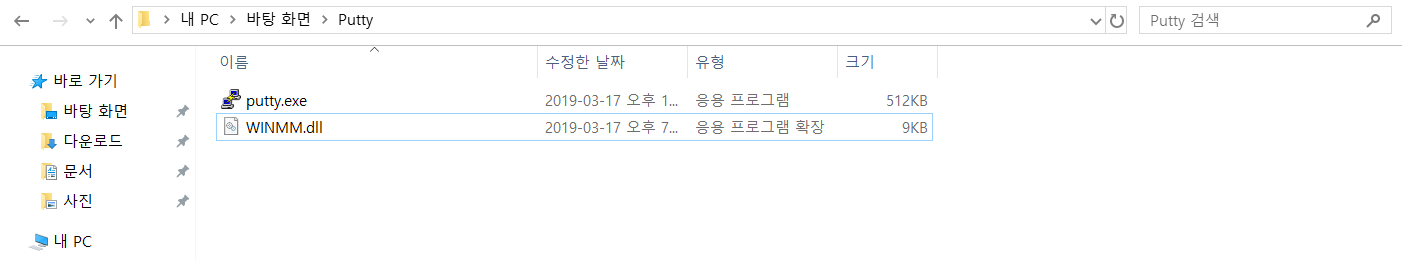 내 PC 바탕 화면 Putty Putty 검색
이름 수정한 날짜 유형 크기
바로 가기
putty.exe 2019-03-17 오후 1... 응용 프로그램 512KB
바탕 화면
WINMM.dll 2019-03-17 오후 7... 응용 프로그램 확장 9KB
다운로드
문서
사진
내 PC